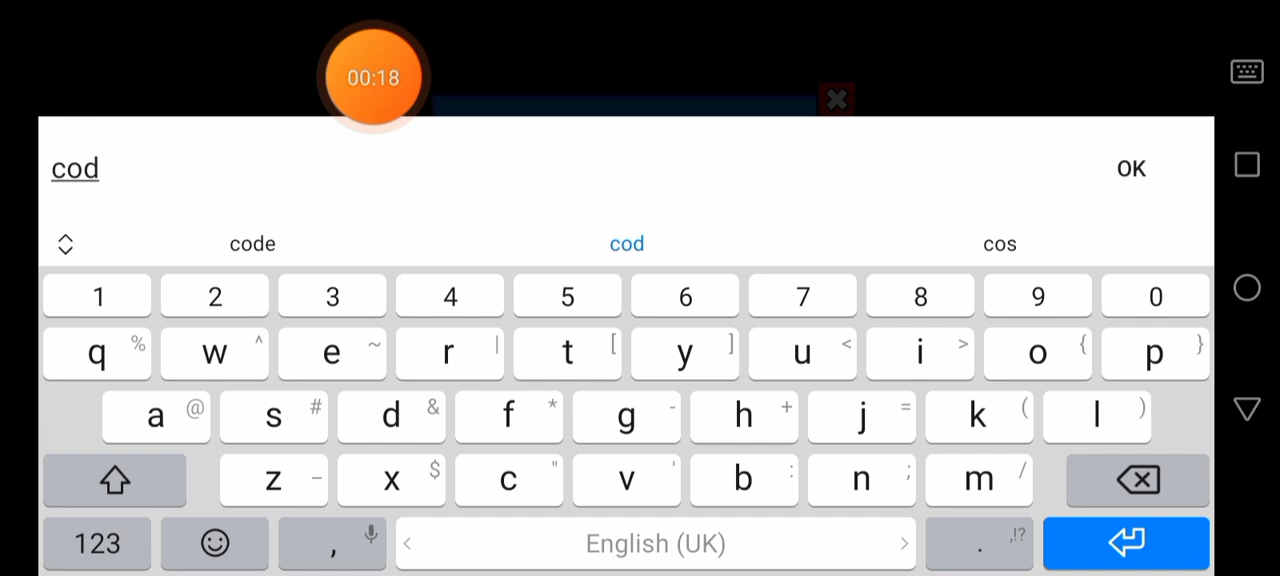 00:18
cod
OK
code cod cos
1 2 3 4 5 6 7 8 9 0
q % w ^ e ~ r | t [ y ] u < i > o { p }
a @ s # d & f * g - h + j = k ( l )
z _ x $ c " v ' b : n ; m /
123 , < English (UK) > . ,!?